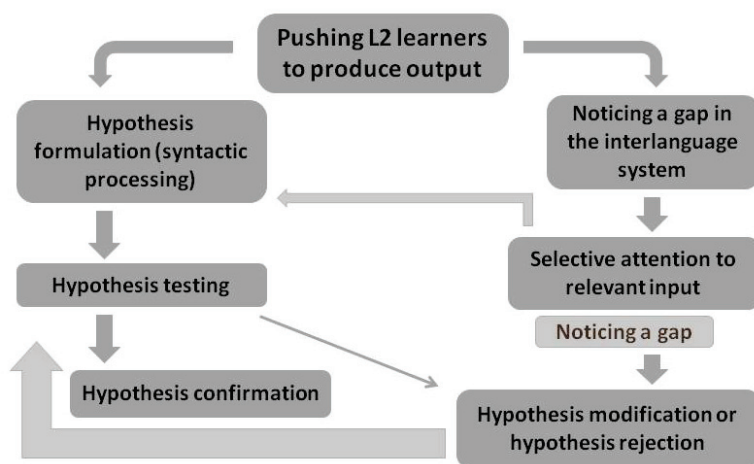 Pushing L2 learners
to produce output
Hypothesis
formulation (syntactic
processing)
Noticing a gap in
the interlanguage
system
Hypothesis testing
Selective attention to
relevant input
Noticing a gap
Hypothesis confirmation
Hypothesis modification or
hypothesis rejection